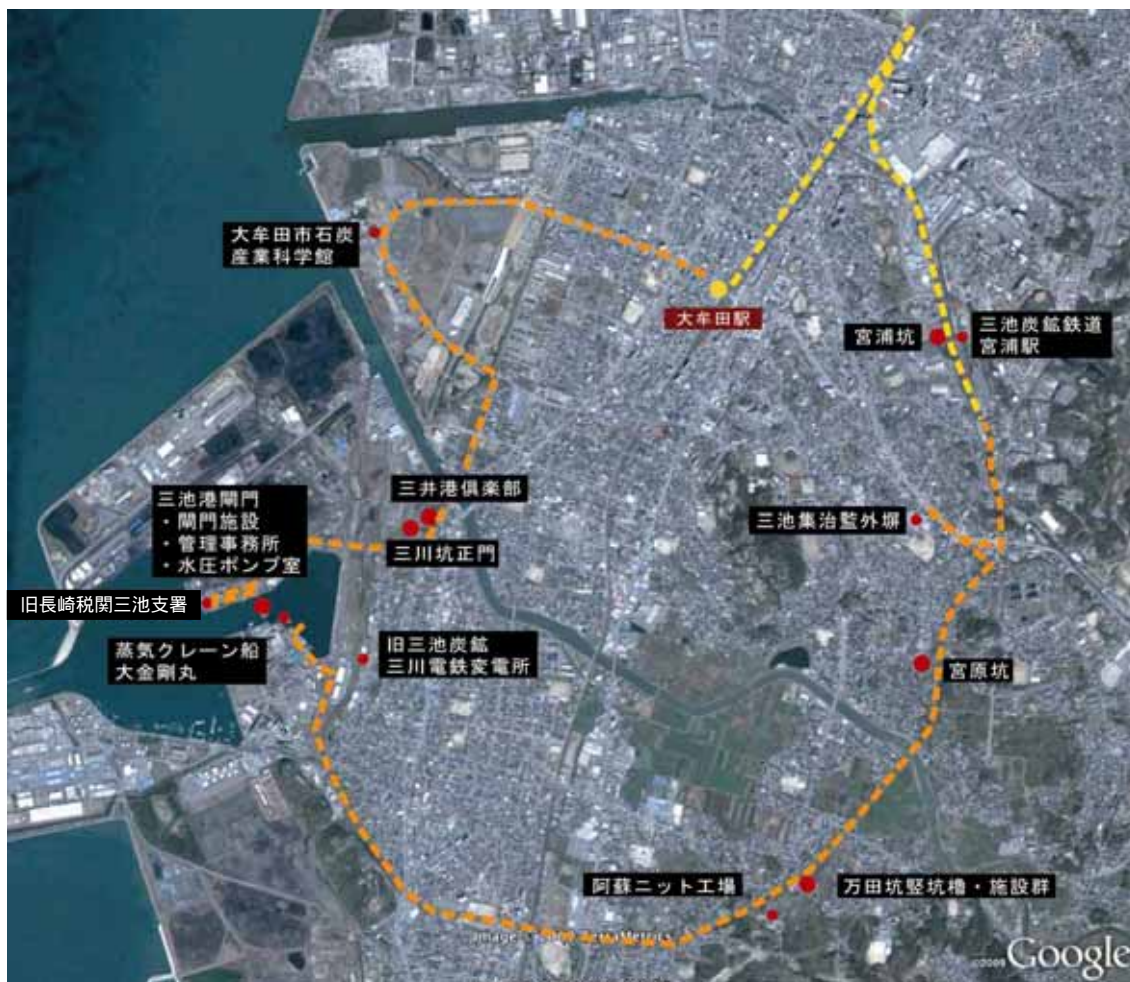 大牟田市石炭
産業科学館
大牟田駅
宮浦坑
三池炭鉱鉄道
宮浦駅
三井港倶楽部
三池港閘門
・閘門施設
・管理事務所
・水圧ポンプ室
三川坑正門
三池集治監外塀
旧長崎税関三池支署
蒸気クレーン船
大金剛丸
旧三池炭鉱
三川電鉄変電所
宮原坑
阿蘇ニット工場
万田坑竪坑櫓・施設群
Image TerraMetrics
©2009 Google